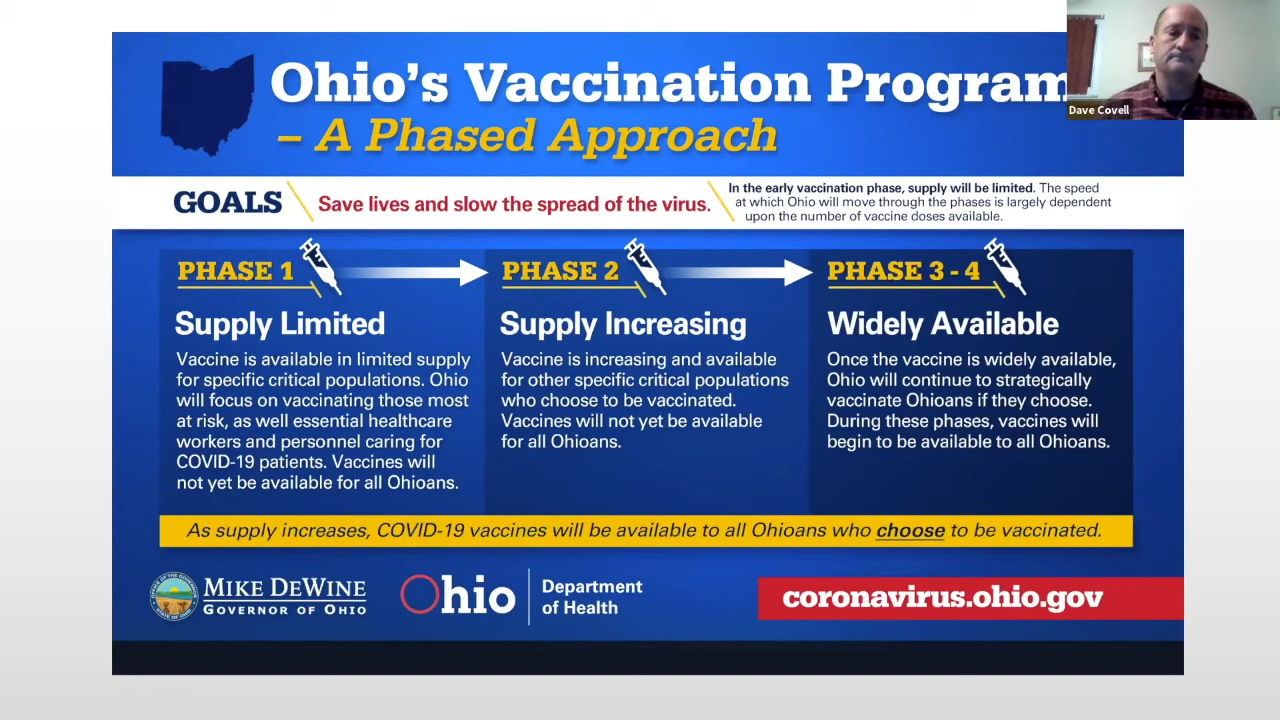 Ohio's Vaccination Program
– A Phased Approach
Dave Covell
GOALS
Save lives and slow the spread of the virus.
In the early vaccination phase, supply will be limited. The speed
at which Ohio will move through the phases is largely dependent
upon the number of vaccine doses available.
PHASE 1
Supply Limited
Vaccine is available in limited supply
for specific critical populations. Ohio
will focus on vaccinating those most
at risk, as well essential healthcare
workers and personnel caring for
COVID-19 patients. Vaccines will
not yet be available for all Ohioans.
PHASE 2
Supply Increasing
Vaccine is increasing and available
for other specific critical populations
who choose to be vaccinated.
Vaccines will not yet be available
for all Ohioans.
PHASE 3 - 4
Widely Available
Once the vaccine is widely available,
Ohio will continue to strategically
vaccinate Ohioans if they choose.
During these phases, vaccines will
begin to be available to all Ohioans.
As supply increases, COVID-19 vaccines will be available to all Ohioans who choose to be vaccinated.
MIKE DEWINE
GOVERNOR OF OHIO
Ohio
Department
of Health
coronavirus.ohio.gov